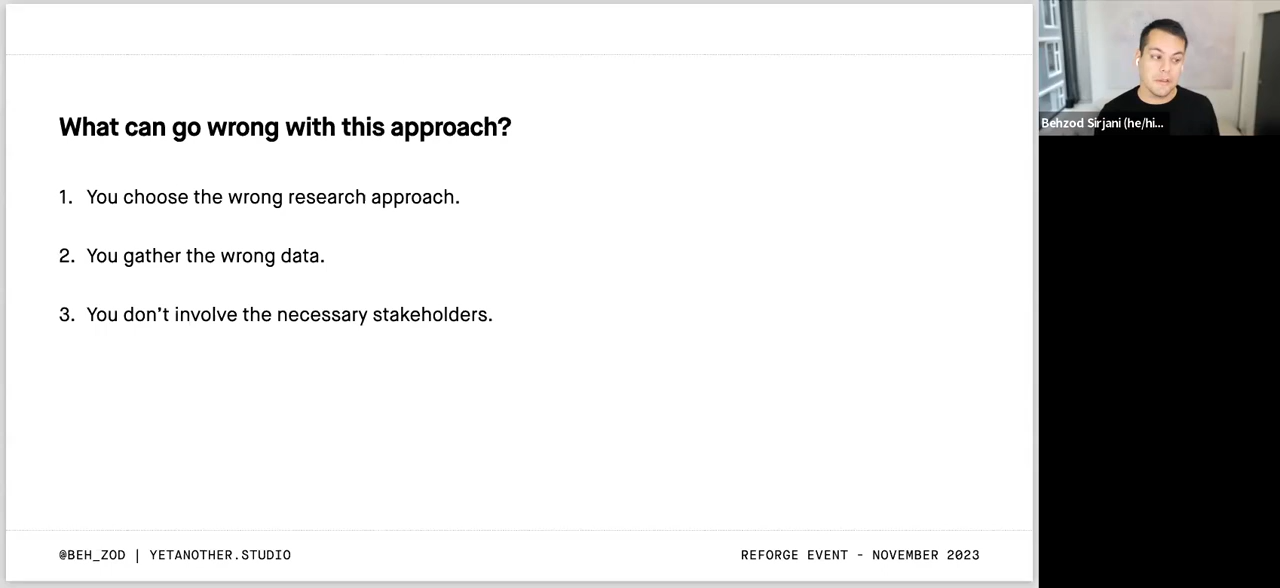 What can go wrong with this approach?
1. You choose the wrong research approach.
2. You gather the wrong data.
3. You don’t involve the necessary stakeholders.
@BEH_ZOD | YETANOTHER.STUDIO
REFORGE EVENT - NOVEMBER 2023
Behzod Sirjani (he/hi...